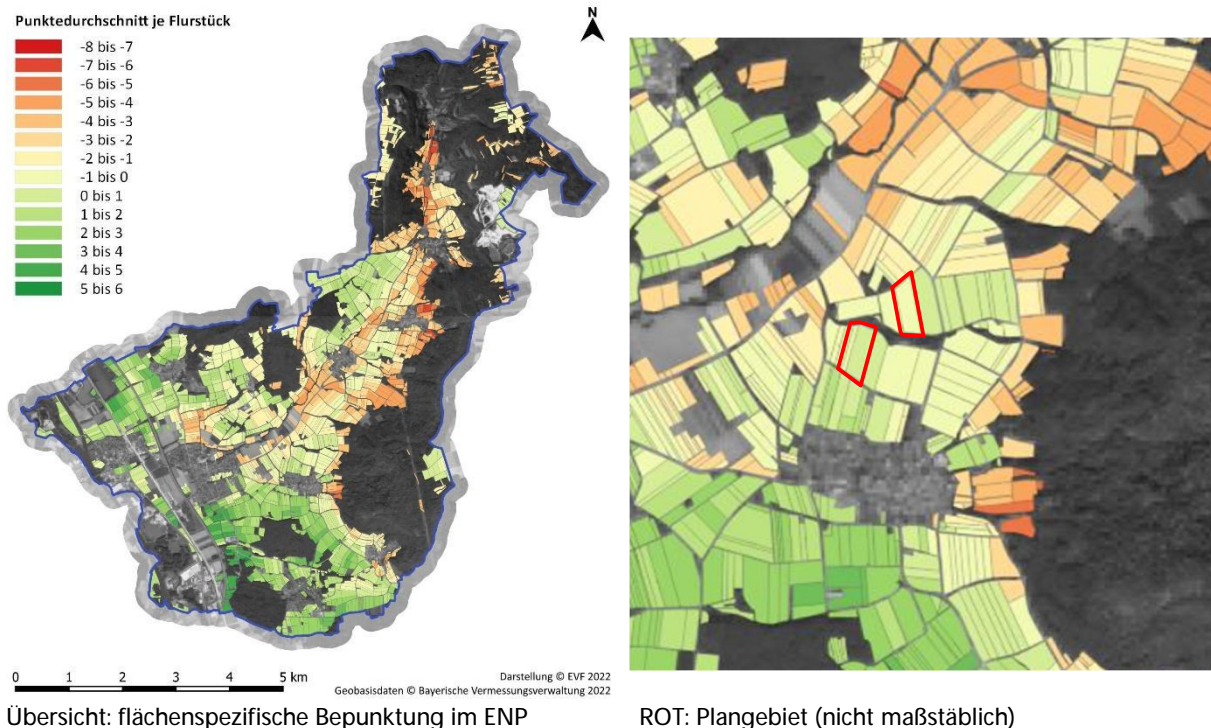 Punktedurchschnitt je Flurstück
-8 bis -7
-7 bis -6
-6 bis -5
-5 bis -4
-4 bis -3
-3 bis -2
-2 bis -1
-1 bis 0
0 bis 1
1 bis 2
2 bis 3
3 bis 4
4 bis 5
5 bis 6
N
0 1 2 3 4 5 km
Darstellung © EVF 2022
Geobasisdaten © Bayerische Vermessungsverwaltung 2022
Übersicht: flächenspezifische Bepunktung im ENP
ROT: Plangebiet (nicht maßstäblich)